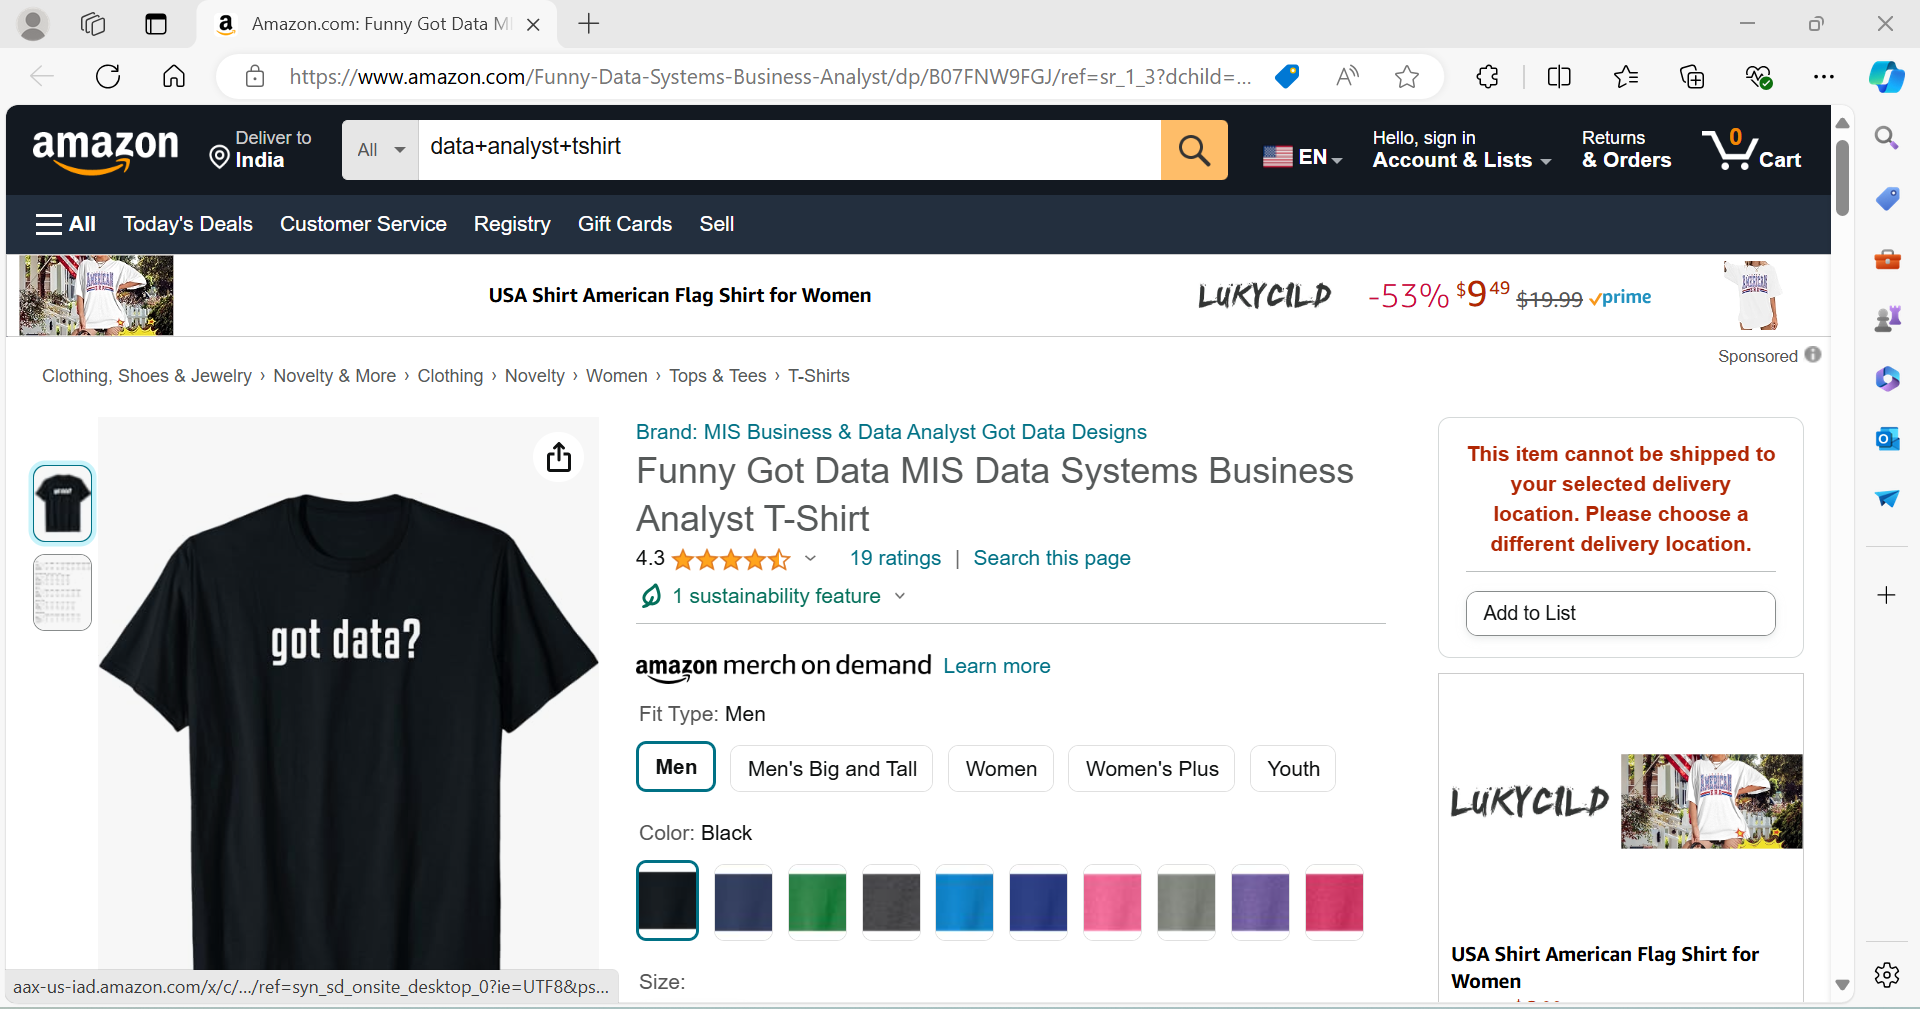 Amazon.com: Funny Got Data M
https://www.amazon.com/Funny-Data-Systems-Business-Analyst/dp/B07FNW9FGJ/ref=sr_1_3?dchild=...
amazon
Deliver to
India
All
data+analyst+tshirt
EN
Hello, sign in
Account & Lists
Returns
& Orders
0
Cart
All
Today's Deals
Customer Service
Registry
Gift Cards
Sell
USA Shirt American Flag Shirt for Women
LUKYCILD
-53% $9 49 $19.99 prime
Sponsored
Clothing, Shoes & Jewelry › Novelty & More › Clothing › Novelty › Women › Tops & Tees › T-Shirts
got data?
Brand: MIS Business & Data Analyst Got Data Designs
Funny Got Data MIS Data Systems Business
Analyst T-Shirt
4.3
19 ratings | Search this page
1 sustainability feature
amazon merch on demand Learn more
Fit Type: Men
Men
Men's Big and Tall
Women
Women's Plus
Youth
Color: Black
Size:
This item cannot be shipped to
your selected delivery
location. Please choose a
different delivery location.
Add to List
LUKYCILD
AMERICAN
USA Shirt American Flag Shirt for
Women
aax-us-iad.amazon.com/x/c/.../ref=syn_sd_onsite_desktop_0?ie=UTF8&ps...